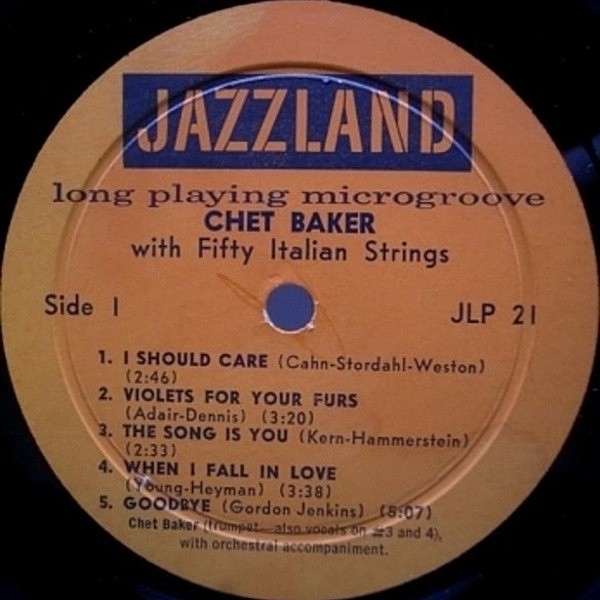 JAZZLAND
long playing microgroove
CHET BAKER
with Fifty Italian Strings
Side 1
JLP 21
1. I SHOULD CARE (Cahn-Stordahl-Weston)
(2:46)
2. VIOLETS FOR YOUR FURS
(Adair-Dennis) (3:20)
3. THE SONG IS YOU (Kern-Hammerstein)
(2:33)
4. WHEN I FALL IN LOVE
(Young-Heyman) (3:38)
5. GOODBYE (Gordon Jenkins) (5:07)
Chet Baker (trumpet—also vocals on #3 and 4),
with orchestral accompaniment.